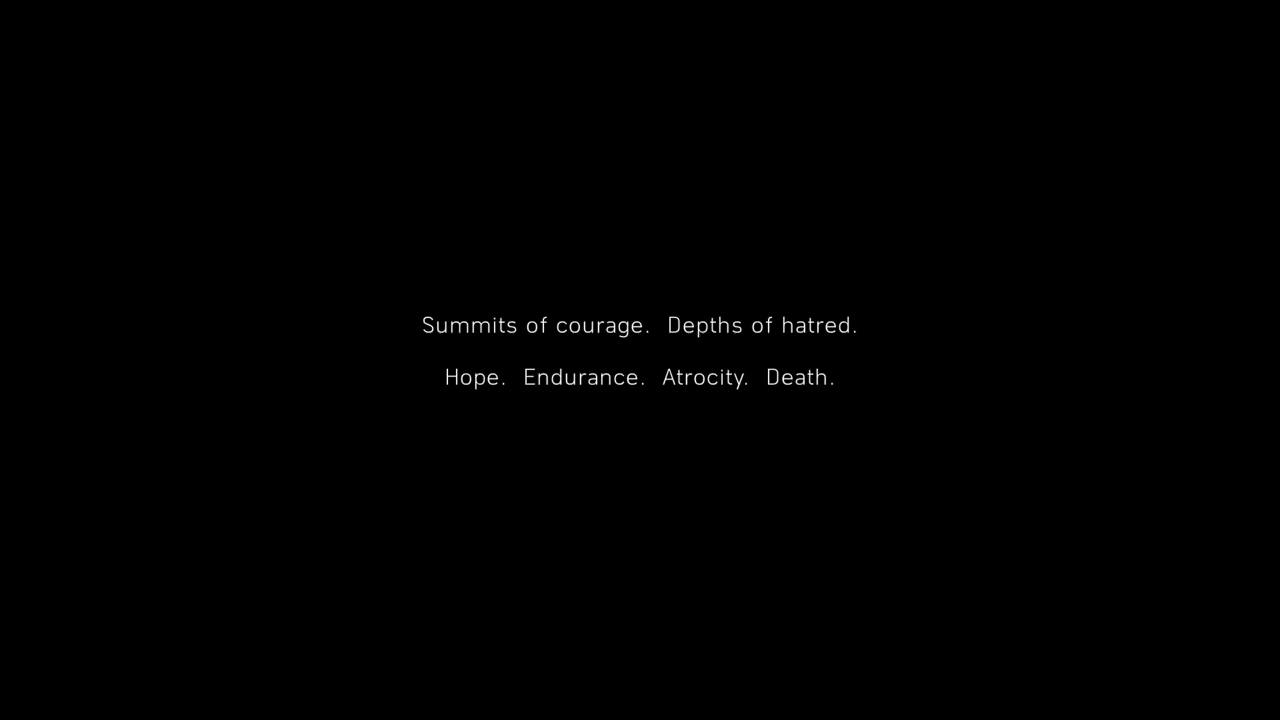 Summits of courage. Depths of hatred.
Hope. Endurance. Atrocity. Death.